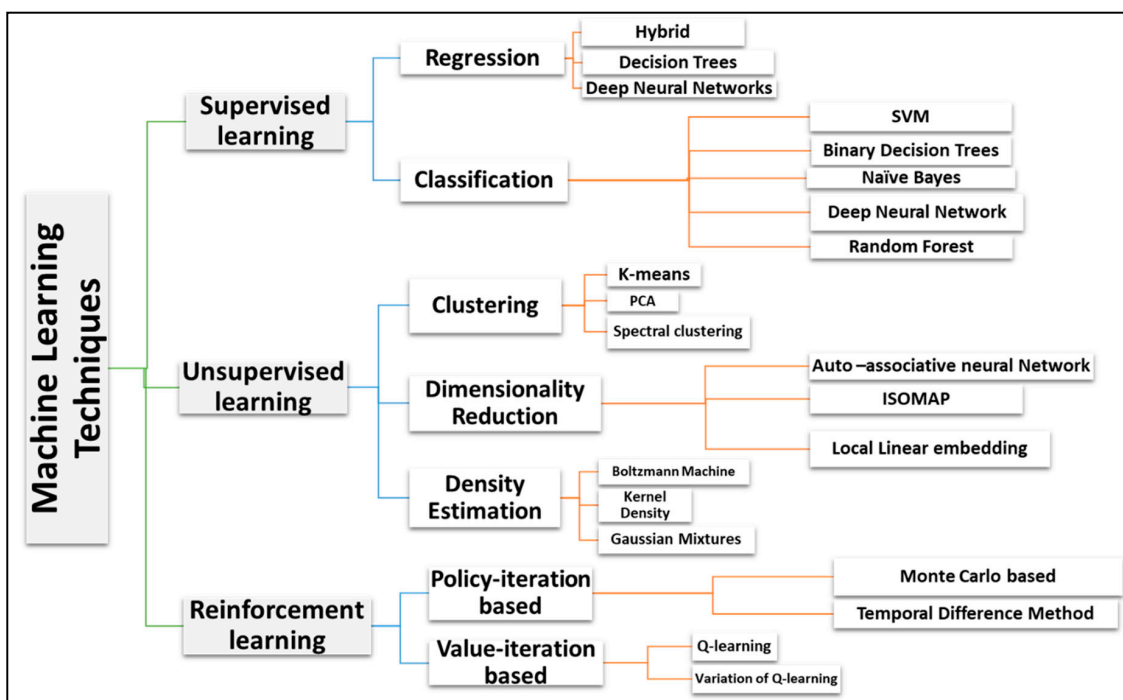 Machine Learning
Techniques
Supervised
learning
Regression
Hybrid
Decision Trees
Deep Neural Networks
Classification
SVM
Binary Decision Trees
Naïve Bayes
Deep Neural Network
Random Forest
Unsupervised
learning
Clustering
K-means
PCA
Spectral clustering
Dimensionality
Reduction
Auto –associative neural Network
ISOMAP
Local Linear embedding
Density
Estimation
Boltzmann Machine
Kernel
Density
Gaussian Mixtures
Reinforcement
learning
Policy-iteration
based
Monte Carlo based
Temporal Difference Method
Value-iteration
based
Q-learning
Variation of Q-learning